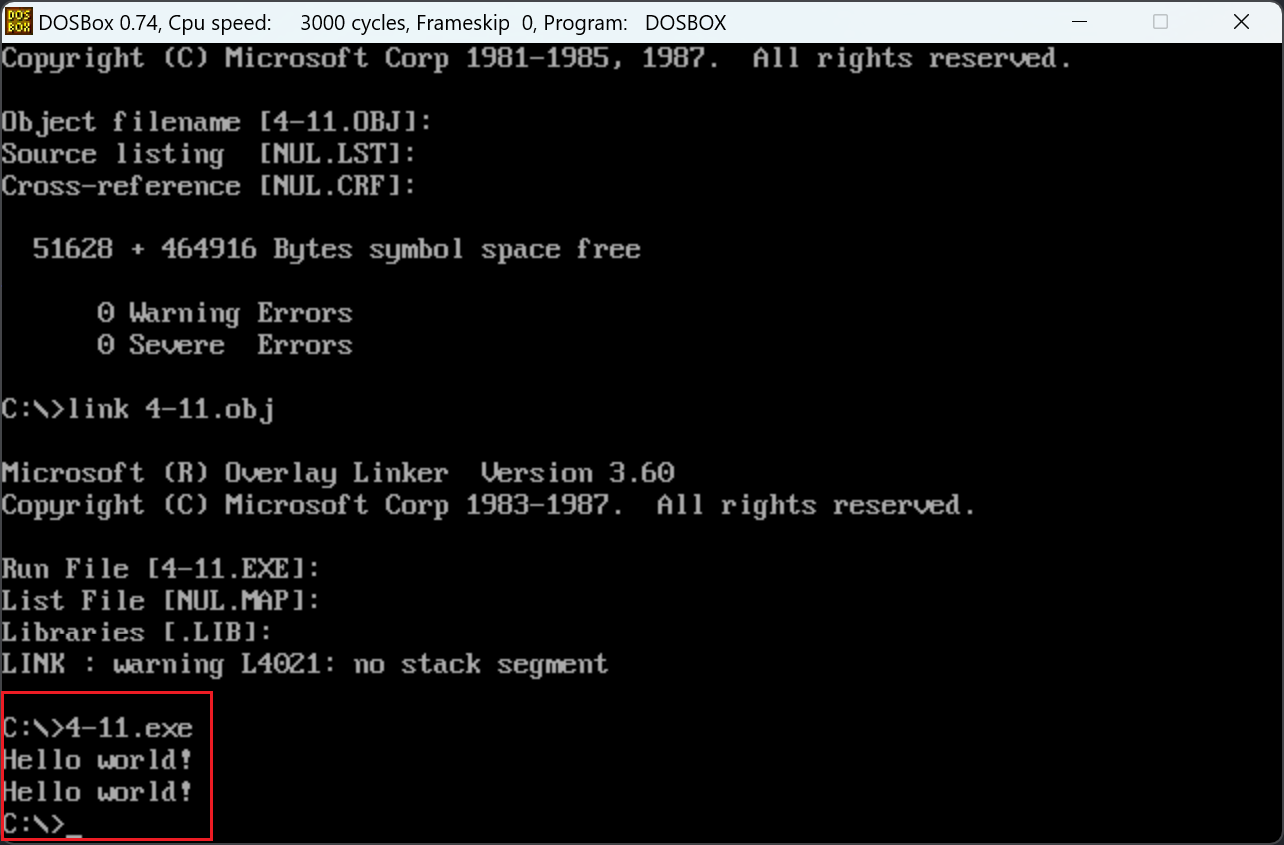 DOS BOX DOSBox 0.74, Cpu speed:    3000 cycles, Frameskip  0, Program:   DOSBOX
Copyright (C) Microsoft Corp 1981-1985, 1987.  All rights reserved.
Object filename [4-11.OBJ]:
Source listing  [NUL.LST]:
Cross-reference [NUL.CRF]:
  51628 + 464916 Bytes symbol space free
      0 Warning Errors
      0 Severe  Errors
C:\>link 4-11.obj
Microsoft (R) Overlay Linker  Version 3.60
Copyright (C) Microsoft Corp 1983-1987.  All rights reserved.
Run File [4-11.EXE]:
List File [NUL.MAP]:
Libraries [.LIB]:
LINK : warning L4021: no stack segment
C:\>4-11.exe
Hello world!
Hello world!
C:\>_